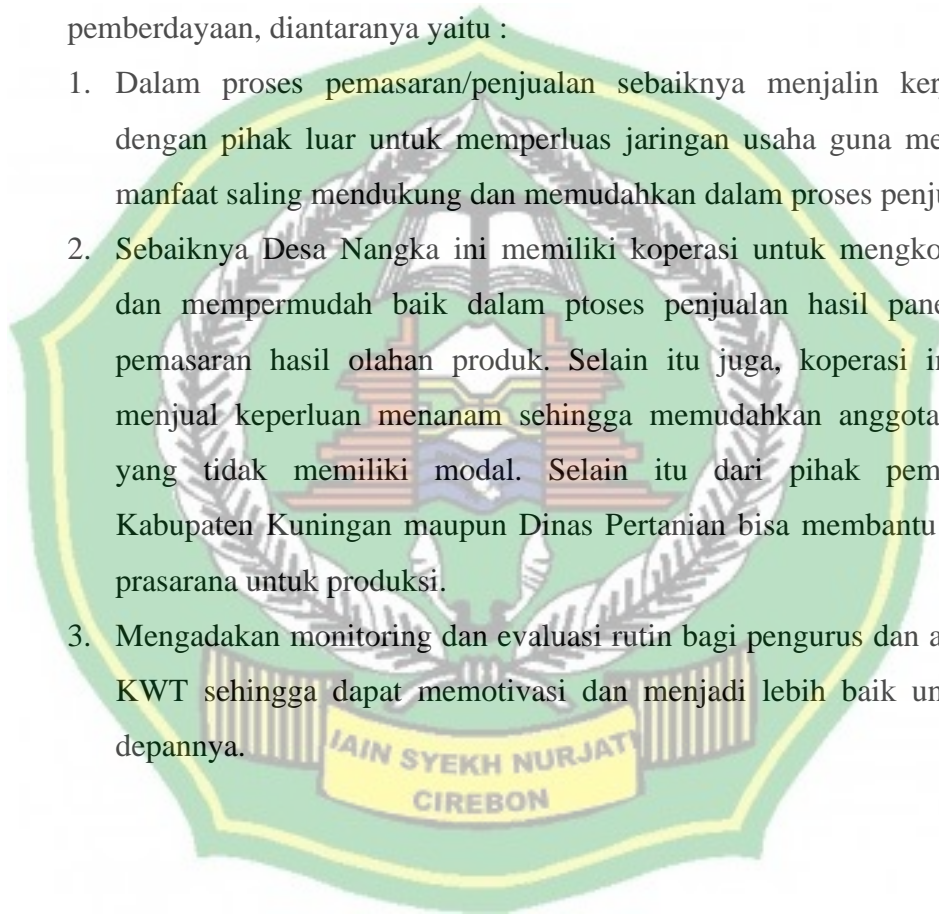 pemberdayaan, diantaranya yaitu :
1. Dalam proses pemasaran/penjualan sebaiknya menjalin ker
dengan pihak luar untuk memperluas jaringan usaha guna me
manfaat saling mendukung dan memudahkan dalam proses penju
2. Sebaiknya Desa Nangka ini memiliki koperasi untuk mengko
dan mempermudah baik dalam ptoses penjualan hasil pane
pemasaran hasil olahan produk. Selain itu juga, koperasi i
menjual keperluan menanam sehingga memudahkan anggota
yang tidak memiliki modal. Selain itu dari pihak pem
Kabupaten Kuningan maupun Dinas Pertanian bisa membantu
prasarana untuk produksi.
3. Mengadakan monitoring dan evaluasi rutin bagi pengurus dan a
KWT sehingga dapat memotivasi dan menjadi lebih baik un
depannya.
IAIN SYEKH NURJATI
CIREBON